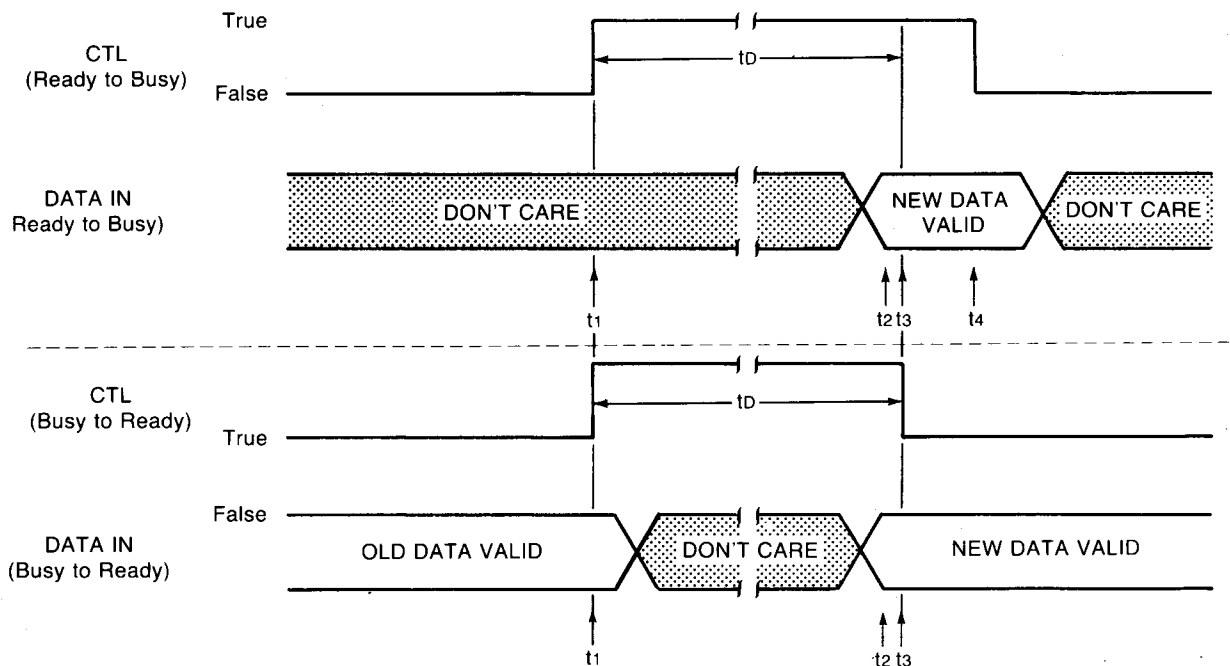 True
CTL
(Ready to Busy)
tD
False
DATA IN
Ready to Busy)
DON'T CARE
NEW DATA
VALID
DON'T CARE
t1
t2 t3
t4
CTL
(Busy to Ready)
tD
True
False
DATA IN
(Busy to Ready)
OLD DATA VALID
DON'T CARE
NEW DATA VALID
t1
t2 t3